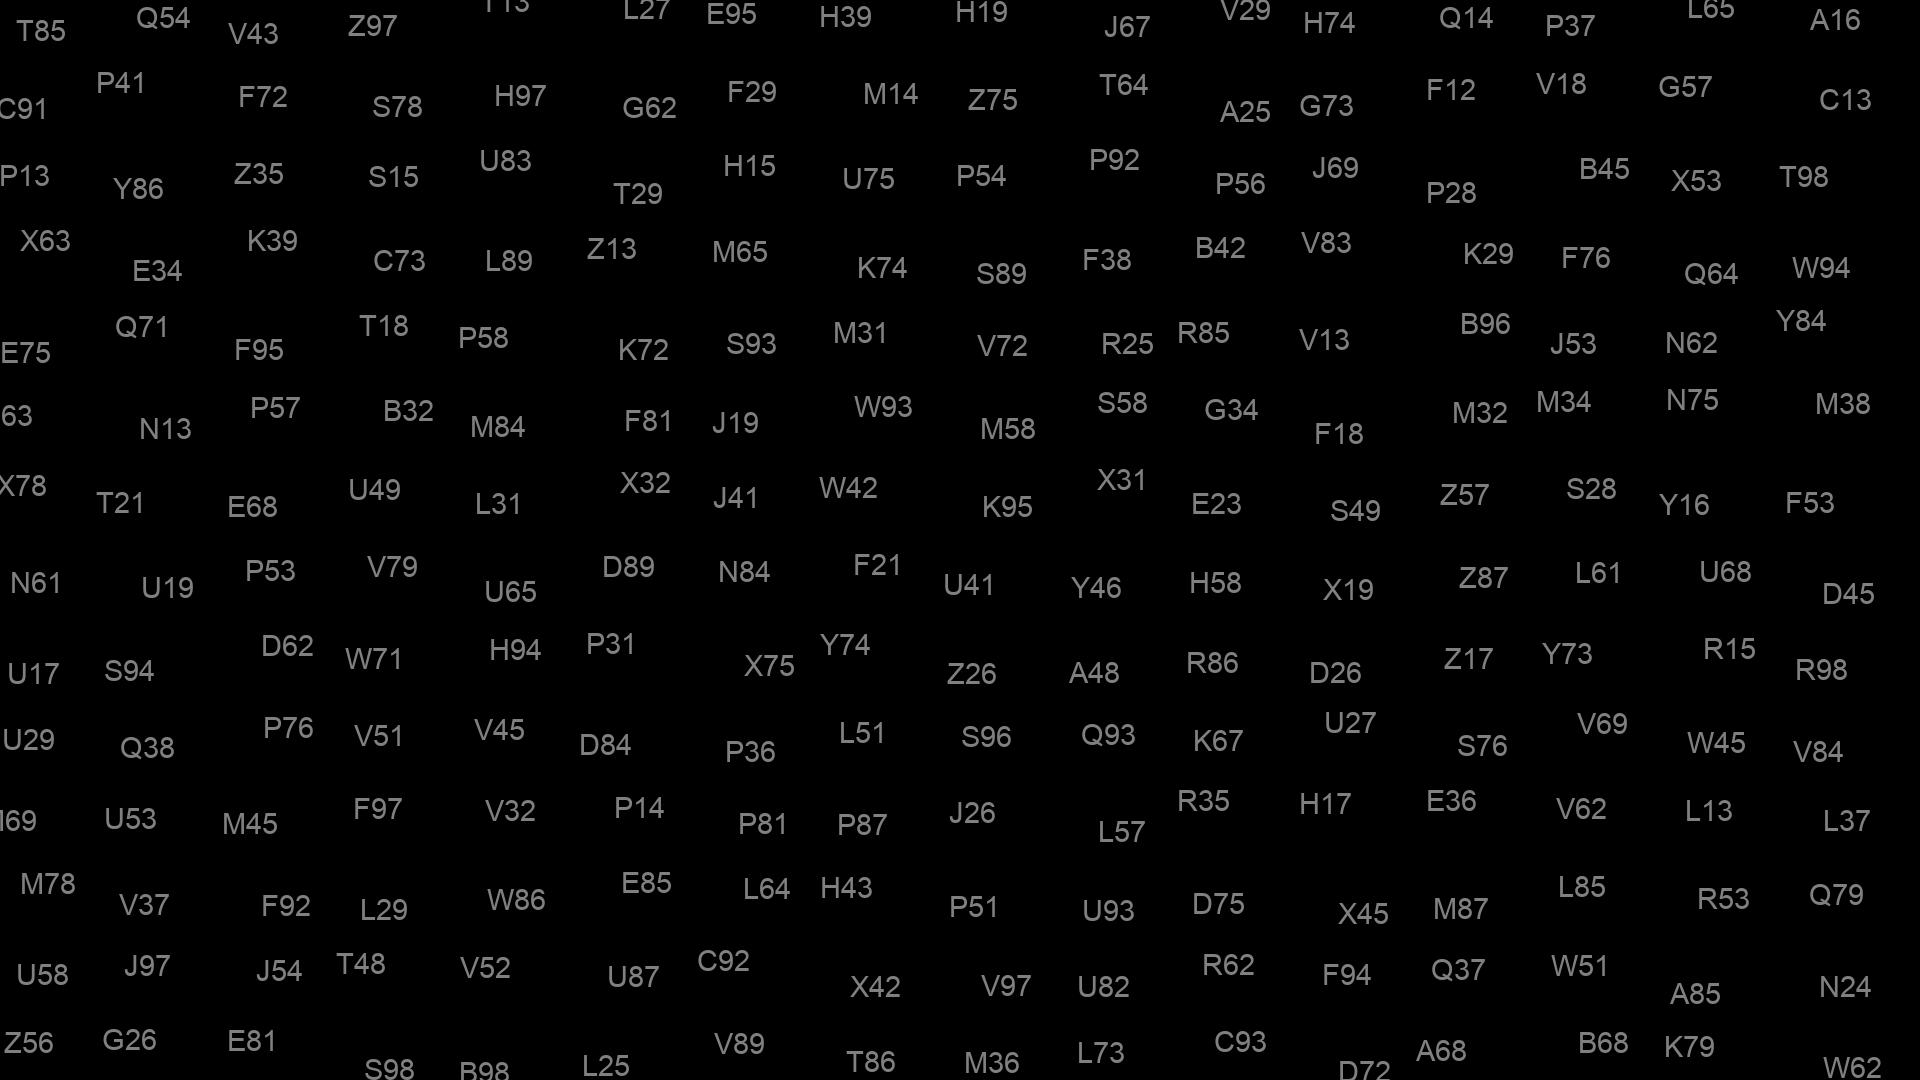 T85 Q54 V43 Z97 L27 E95 H39 H19 J67 V29 H74 Q14 P37 L65 A16
C91 P41 F72 S78 H97 G62 F29 M14 Z75 T64 A25 G73 F12 V18 G57 C13
P13 Y86 Z35 S15 U83 T29 H15 U75 P54 P92 P56 J69 P28 B45 X53 T98
X63 E34 K39 C73 L89 Z13 M65 K74 S89 F38 B42 V83 K29 F76 Q64 W94
E75 Q71 F95 T18 P58 K72 S93 M31 V72 R25 R85 V13 B96 J53 N62 Y84
63 N13 P57 B32 M84 F81 J19 W93 M58 S58 G34 F18 M32 M34 N75 M38
X78 T21 E68 U49 L31 X32 J41 W42 K95 X31 E23 S49 Z57 S28 Y16 F53
N61 U19 P53 V79 U65 D89 N84 F21 U41 Y46 H58 X19 Z87 L61 U68 D45
U17 S94 D62 W71 H94 P31 X75 Y74 Z26 A48 R86 D26 Z17 Y73 R15 R98
U29 Q38 P76 V51 V45 D84 P36 L51 S96 Q93 K67 U27 S76 V69 W45 V84
69 U53 M45 F97 V32 P14 P81 P87 J26 L57 R35 H17 E36 V62 L13 L37
M78 V37 F92 L29 W86 E85 L64 H43 P51 U93 D75 X45 M87 L85 R53 Q79
U58 J97 J54 T48 V52 U87 C92 X42 V97 U82 R62 F94 Q37 W51 A85 N24
Z56 G26 E81 S98 B98 L25 V89 T86 M36 L73 C93 D72 A68 B68 K79 W62